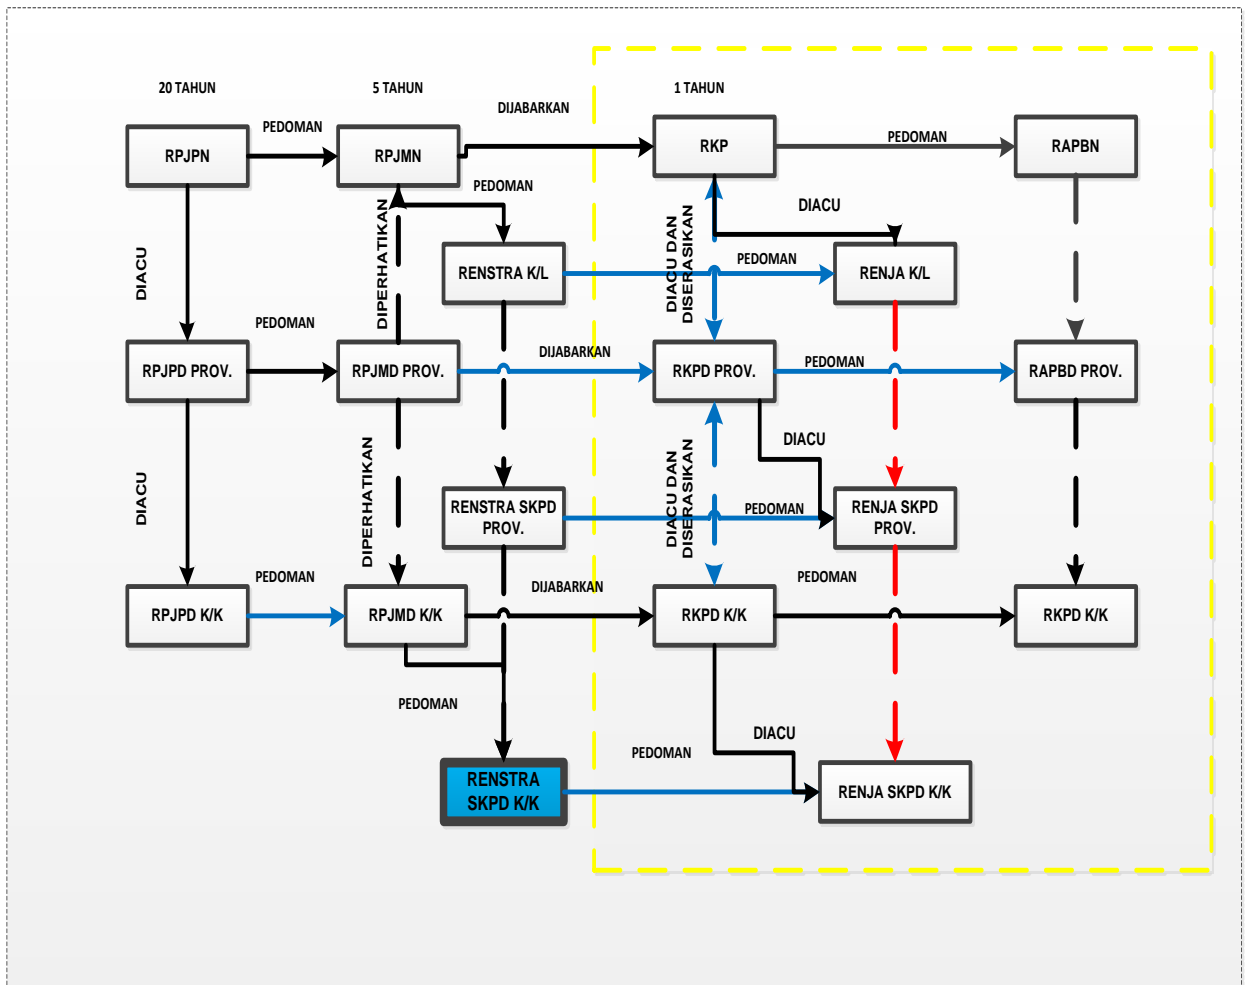 20 TAHUN
5 TAHUN
1 TAHUN
DIJABARKAN
PEDOMAN
PEDOMAN
RPJPN
RPJMN
RKP
RAPBN
PEDOMAN
DIACU
DIACU
DIPERHATIKAN
DIACU DAN
DISERASIKAN
RENSTRA K/L
PEDOMAN
RENJA K/L
PEDOMAN
DIJABARKAN
PEDOMAN
RPJPD PROV.
RPJMD PROV.
RKPD PROV.
RAPBD PROV.
DIACU
DIPERHATIKAN
DIACU DAN
DISERASIKAN
DIACU
RENSTRA SKPD
PROV.
PEDOMAN
RENJA SKPD
PROV.
PEDOMAN
DIJABARKAN
PEDOMAN
RPJPD K/K
RPJMD K/K
RKPD K/K
RKPD K/K
PEDOMAN
DIACU
PEDOMAN
RENSTRA
SKPD K/K
RENJA SKPD K/K